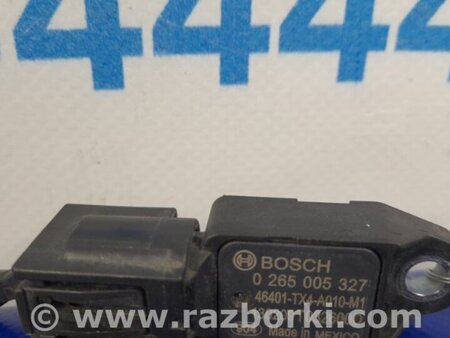 4444
BOSCH
0 265 005 327
46401-TX4-A010-M1
Made in MEXICO
© www.razborki.com